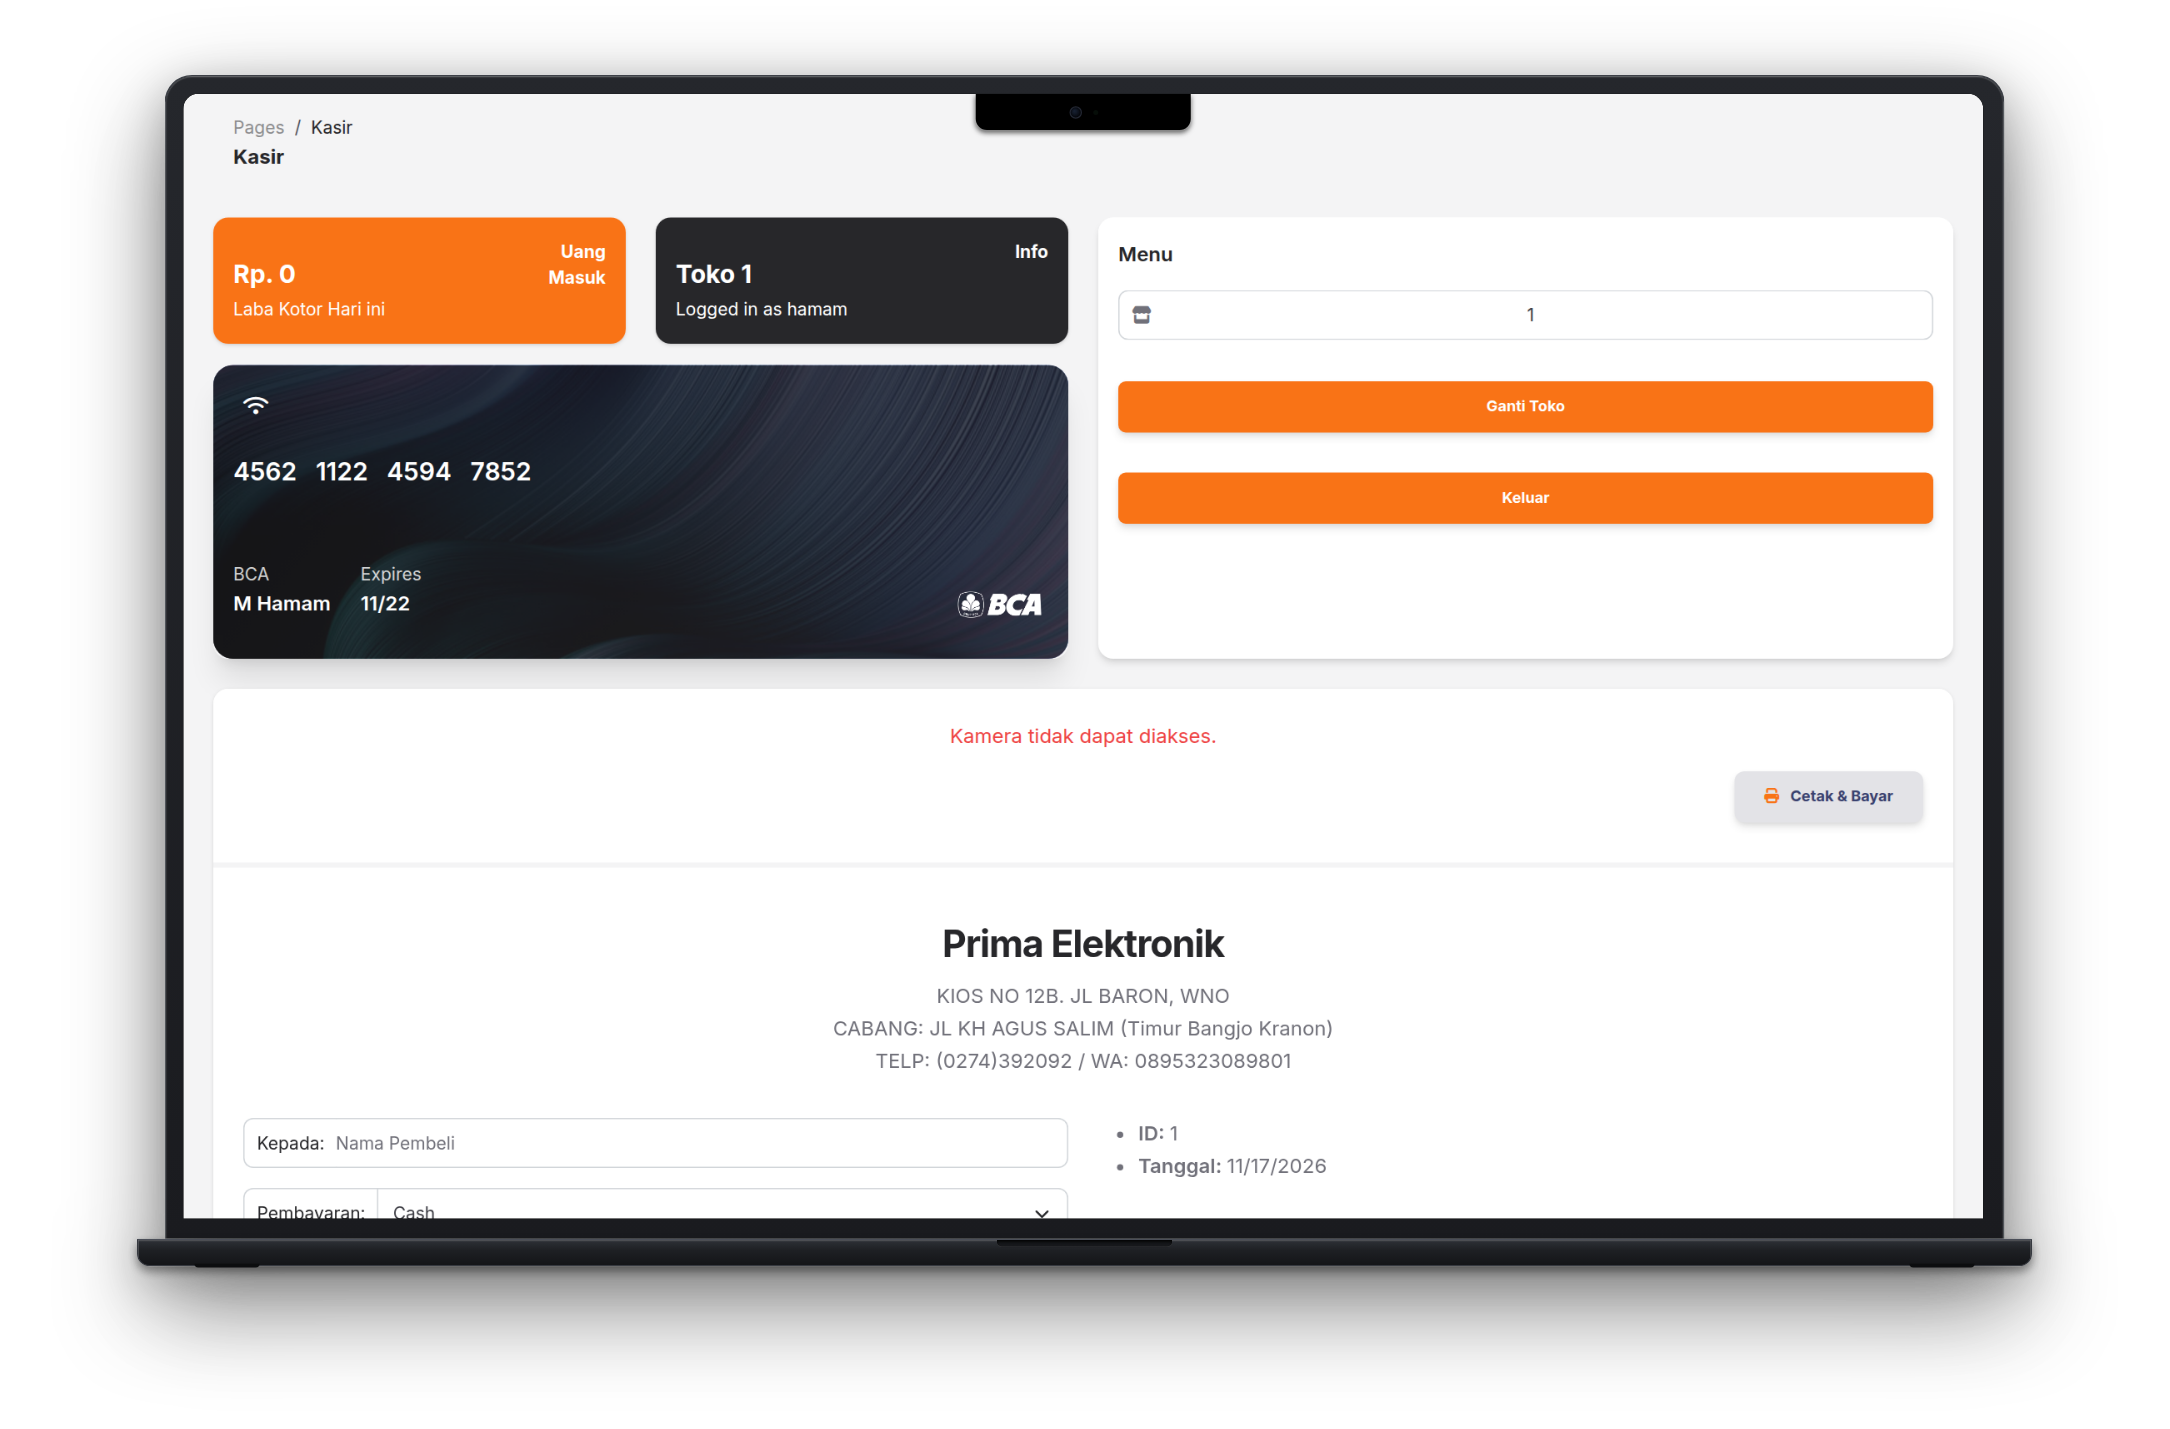 Pages / Kasir
Kasir
Uang
Masuk
Rp. 0
Laba Kotor Hari ini
Info
Toko 1
Logged in as hamam
Menu
1
Ganti Toko
Keluar
4562 1122 4594 7852
BCA Expires
M Hamam 11/22
BCA
Kamera tidak dapat diakses.
Cetak & Bayar
Prima Elektronik
KIOS NO 12B. JL BARON, WNO
CABANG: JL KH AGUS SALIM (Timur Bangjo Kranon)
TELP: (0274)392092 / WA: 0895323089801
Kepada: Nama Pembeli
Pembayaran: Cash
ID: 1
Tanggal: 11/17/2026